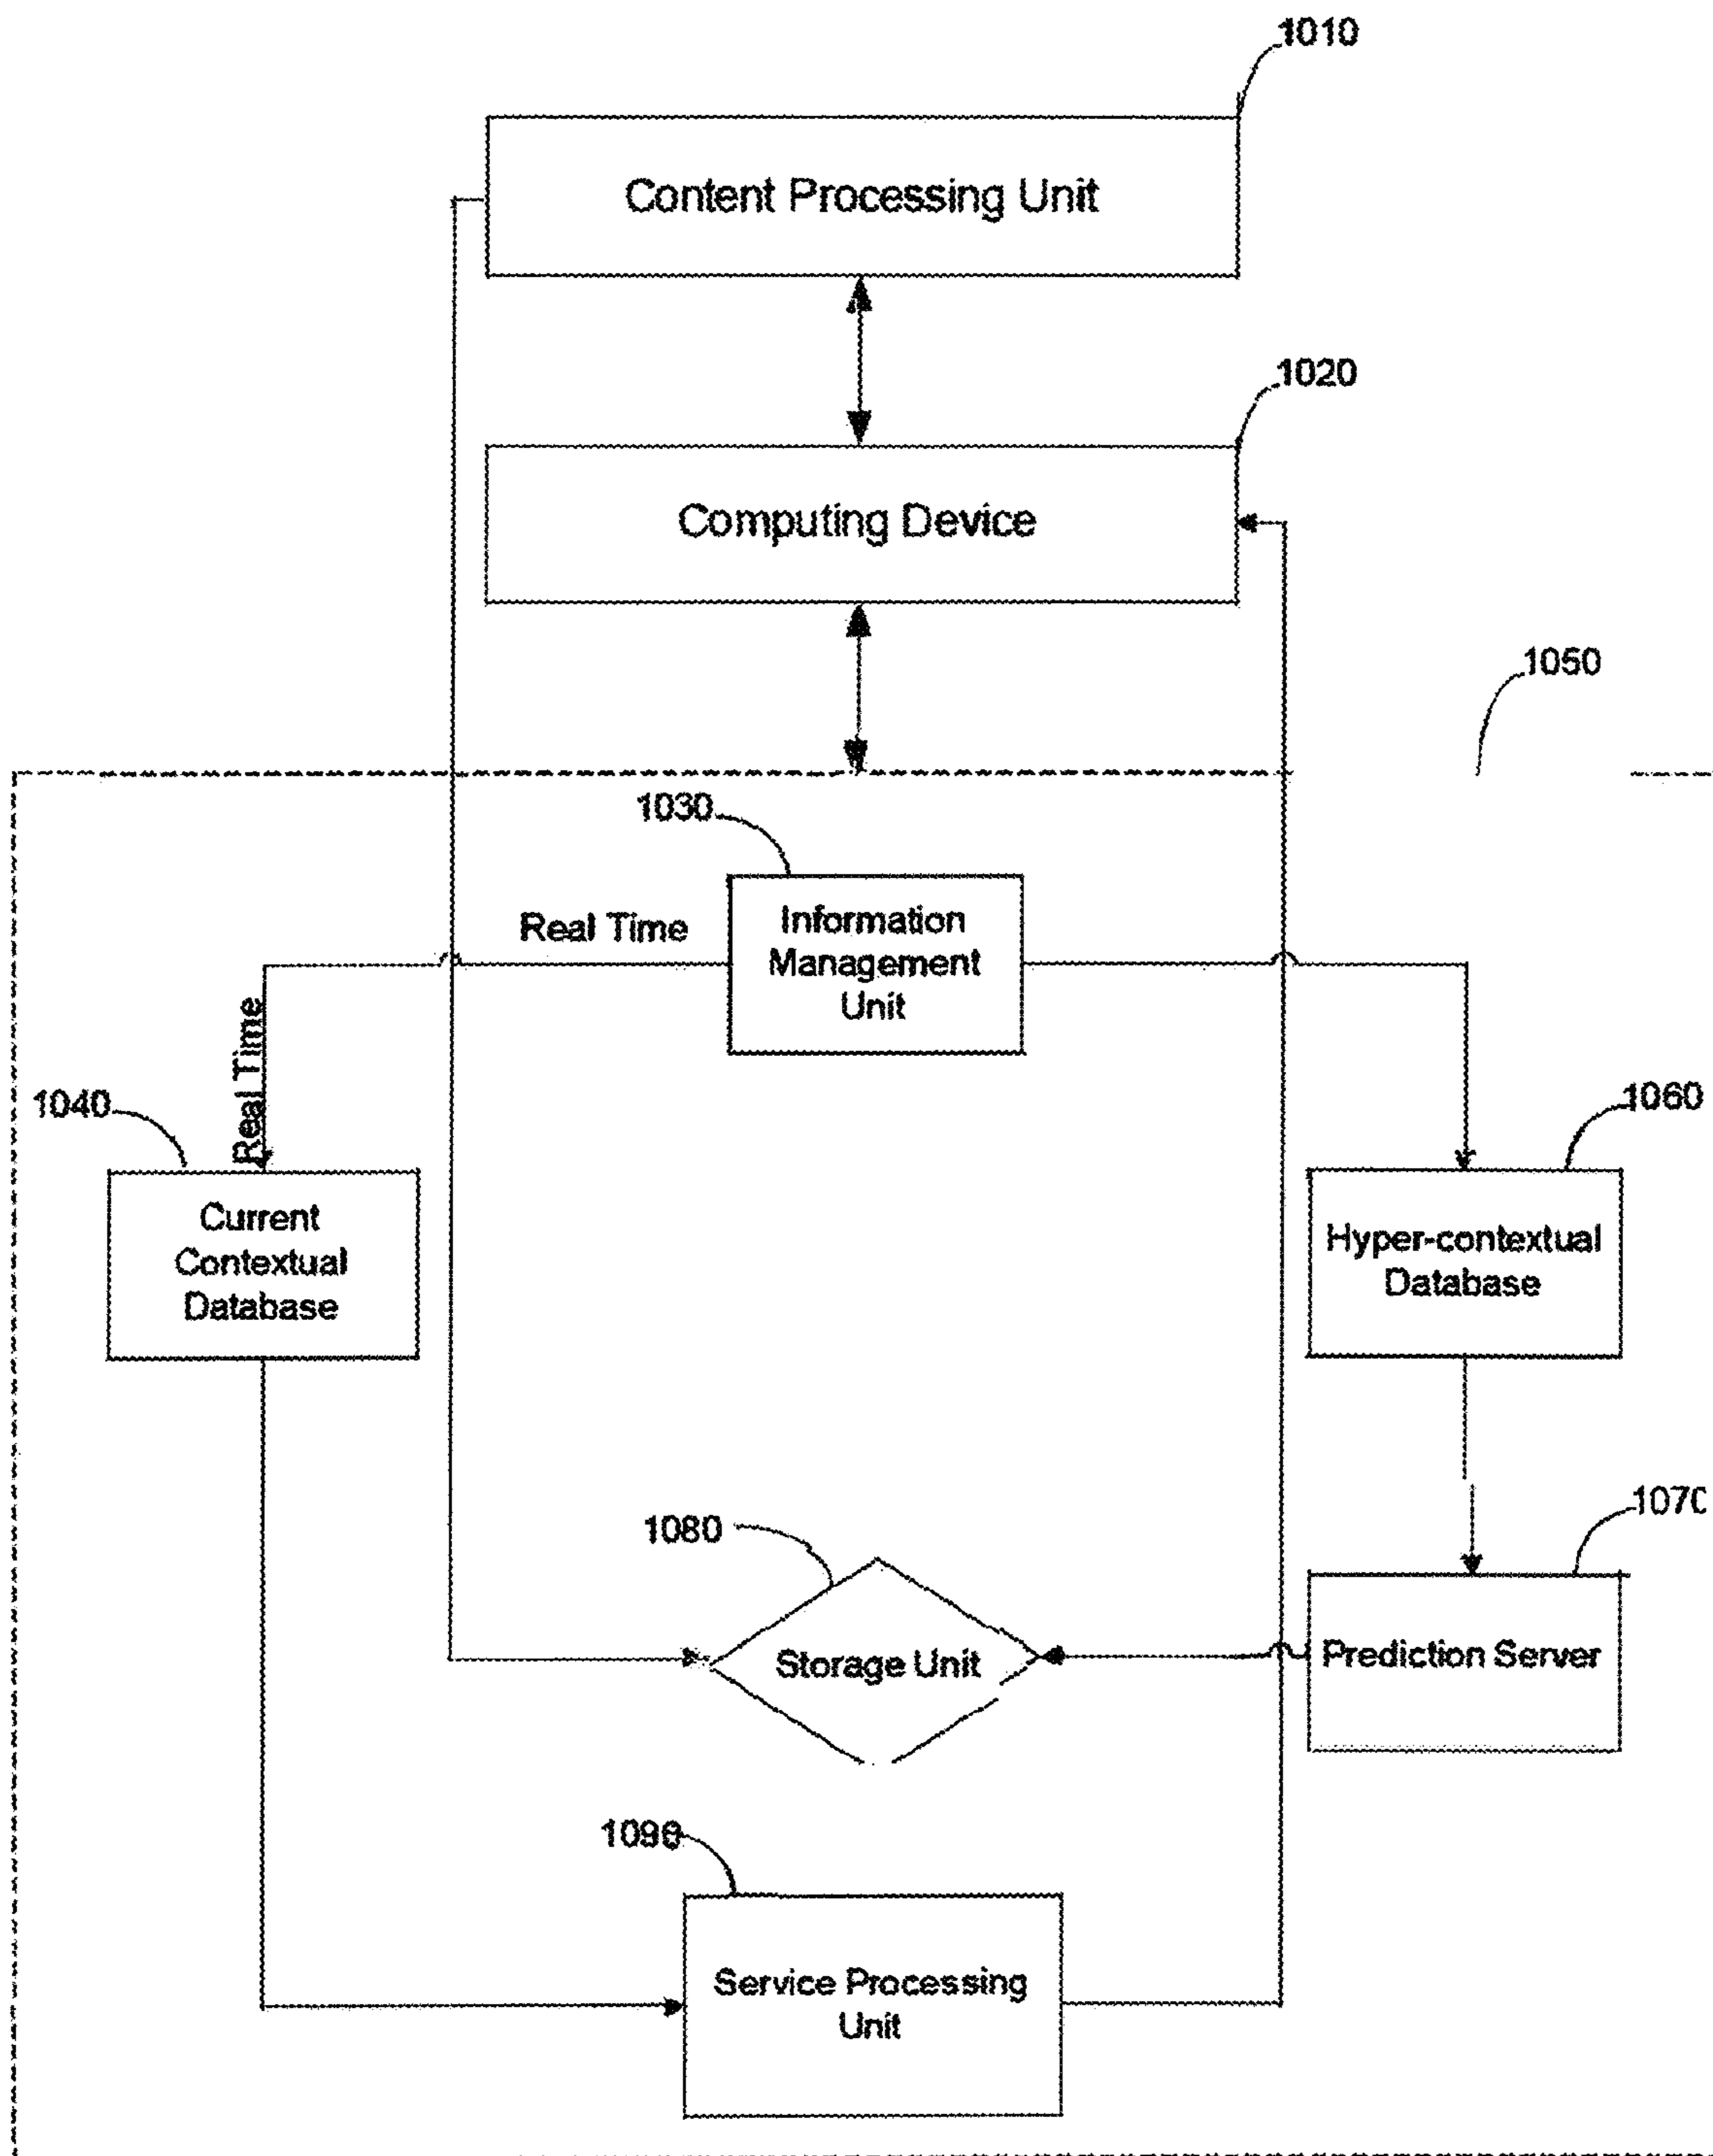 1010
Content Processing Unit
1020
Computing Device
1050
1030
Real Time
Information
Management
Unit
Real Time
1040
1060
Current
Contextual
Database
Hyper-contextual
Database
1070
1080
Storage Unit
Prediction Server
1090
Service Processing
Unit